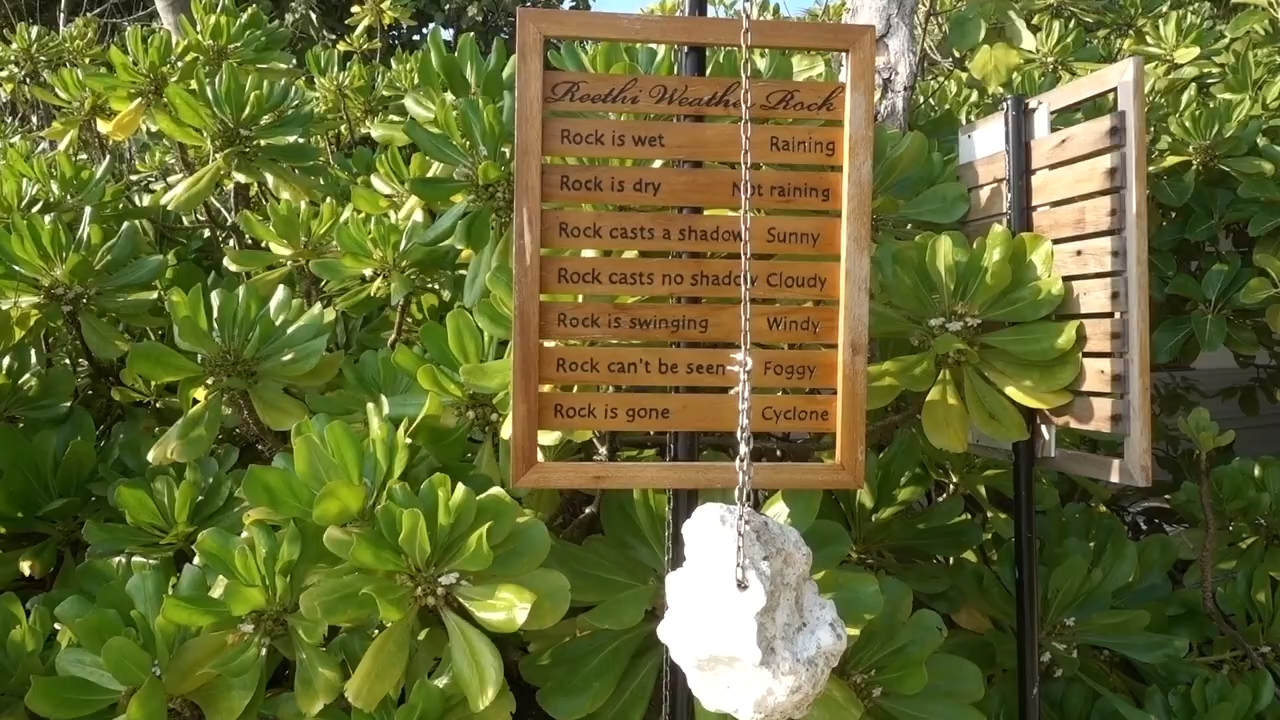 Reethi Weather Rock
Rock is wet Raining
Rock is dry Not raining
Rock casts a shadow Sunny
Rock casts no shadow Cloudy
Rock is swinging Windy
Rock can't be seen Foggy
Rock is gone Cyclone